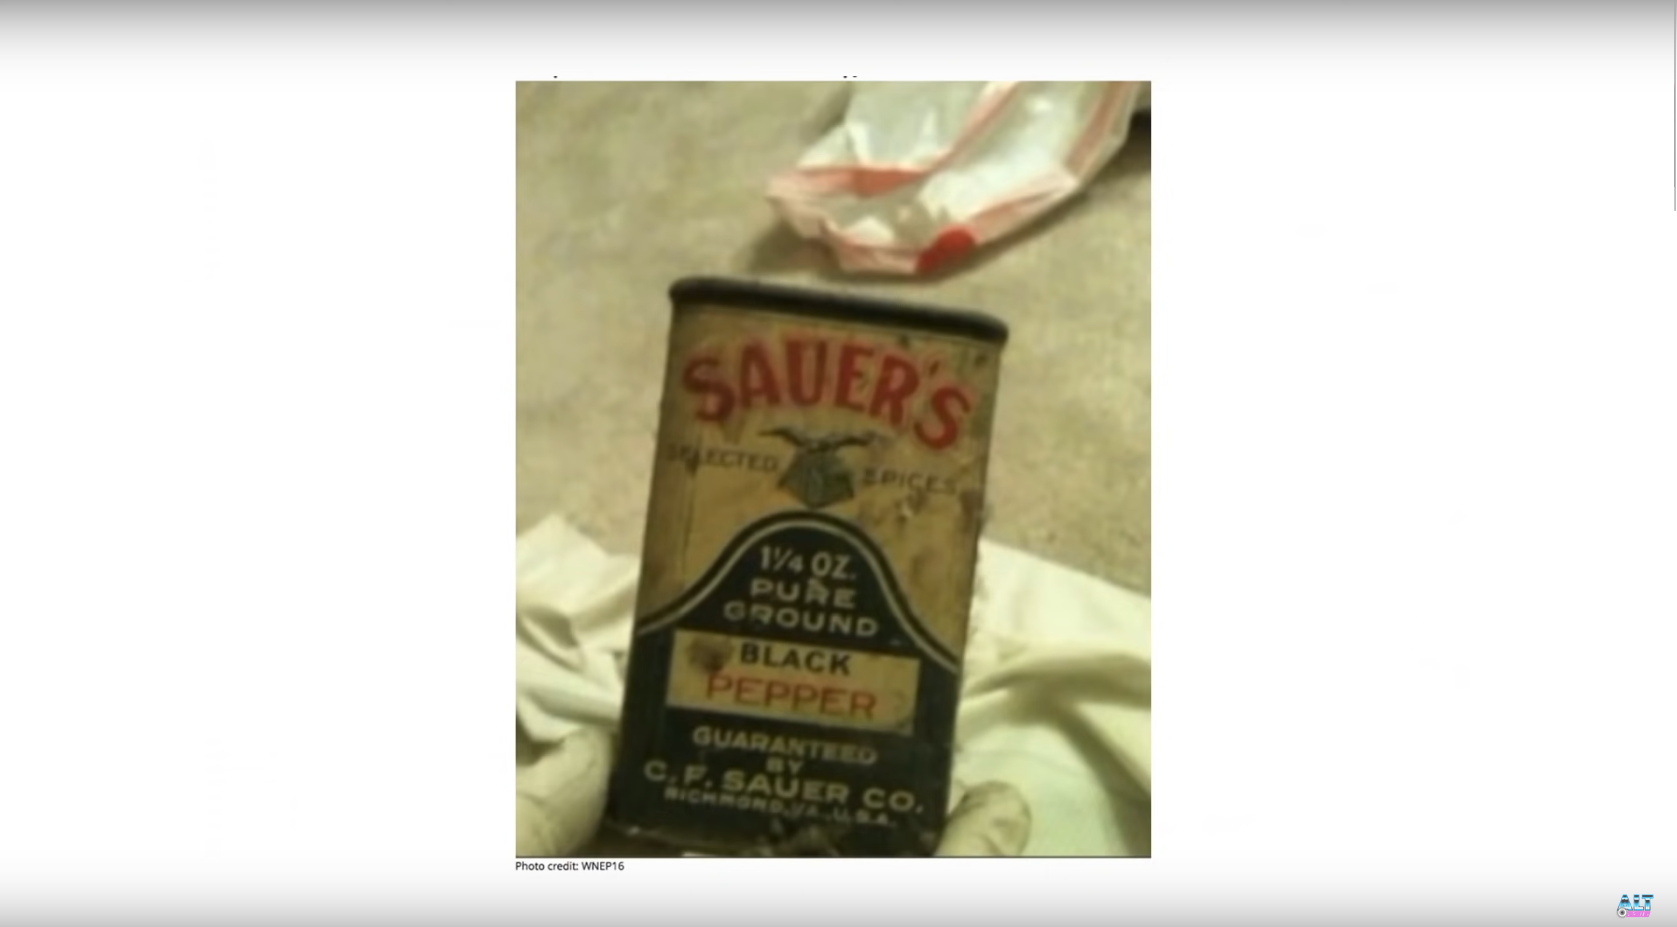 SAUER'S
SELECTED SPICES
1¼ OZ.
PURE
GROUND
BLACK
PEPPER
GUARANTEED
BY
C. F. SAUER CO.
RICHMOND, VA., U.S.A.
Photo credit: WNEP16
ALT